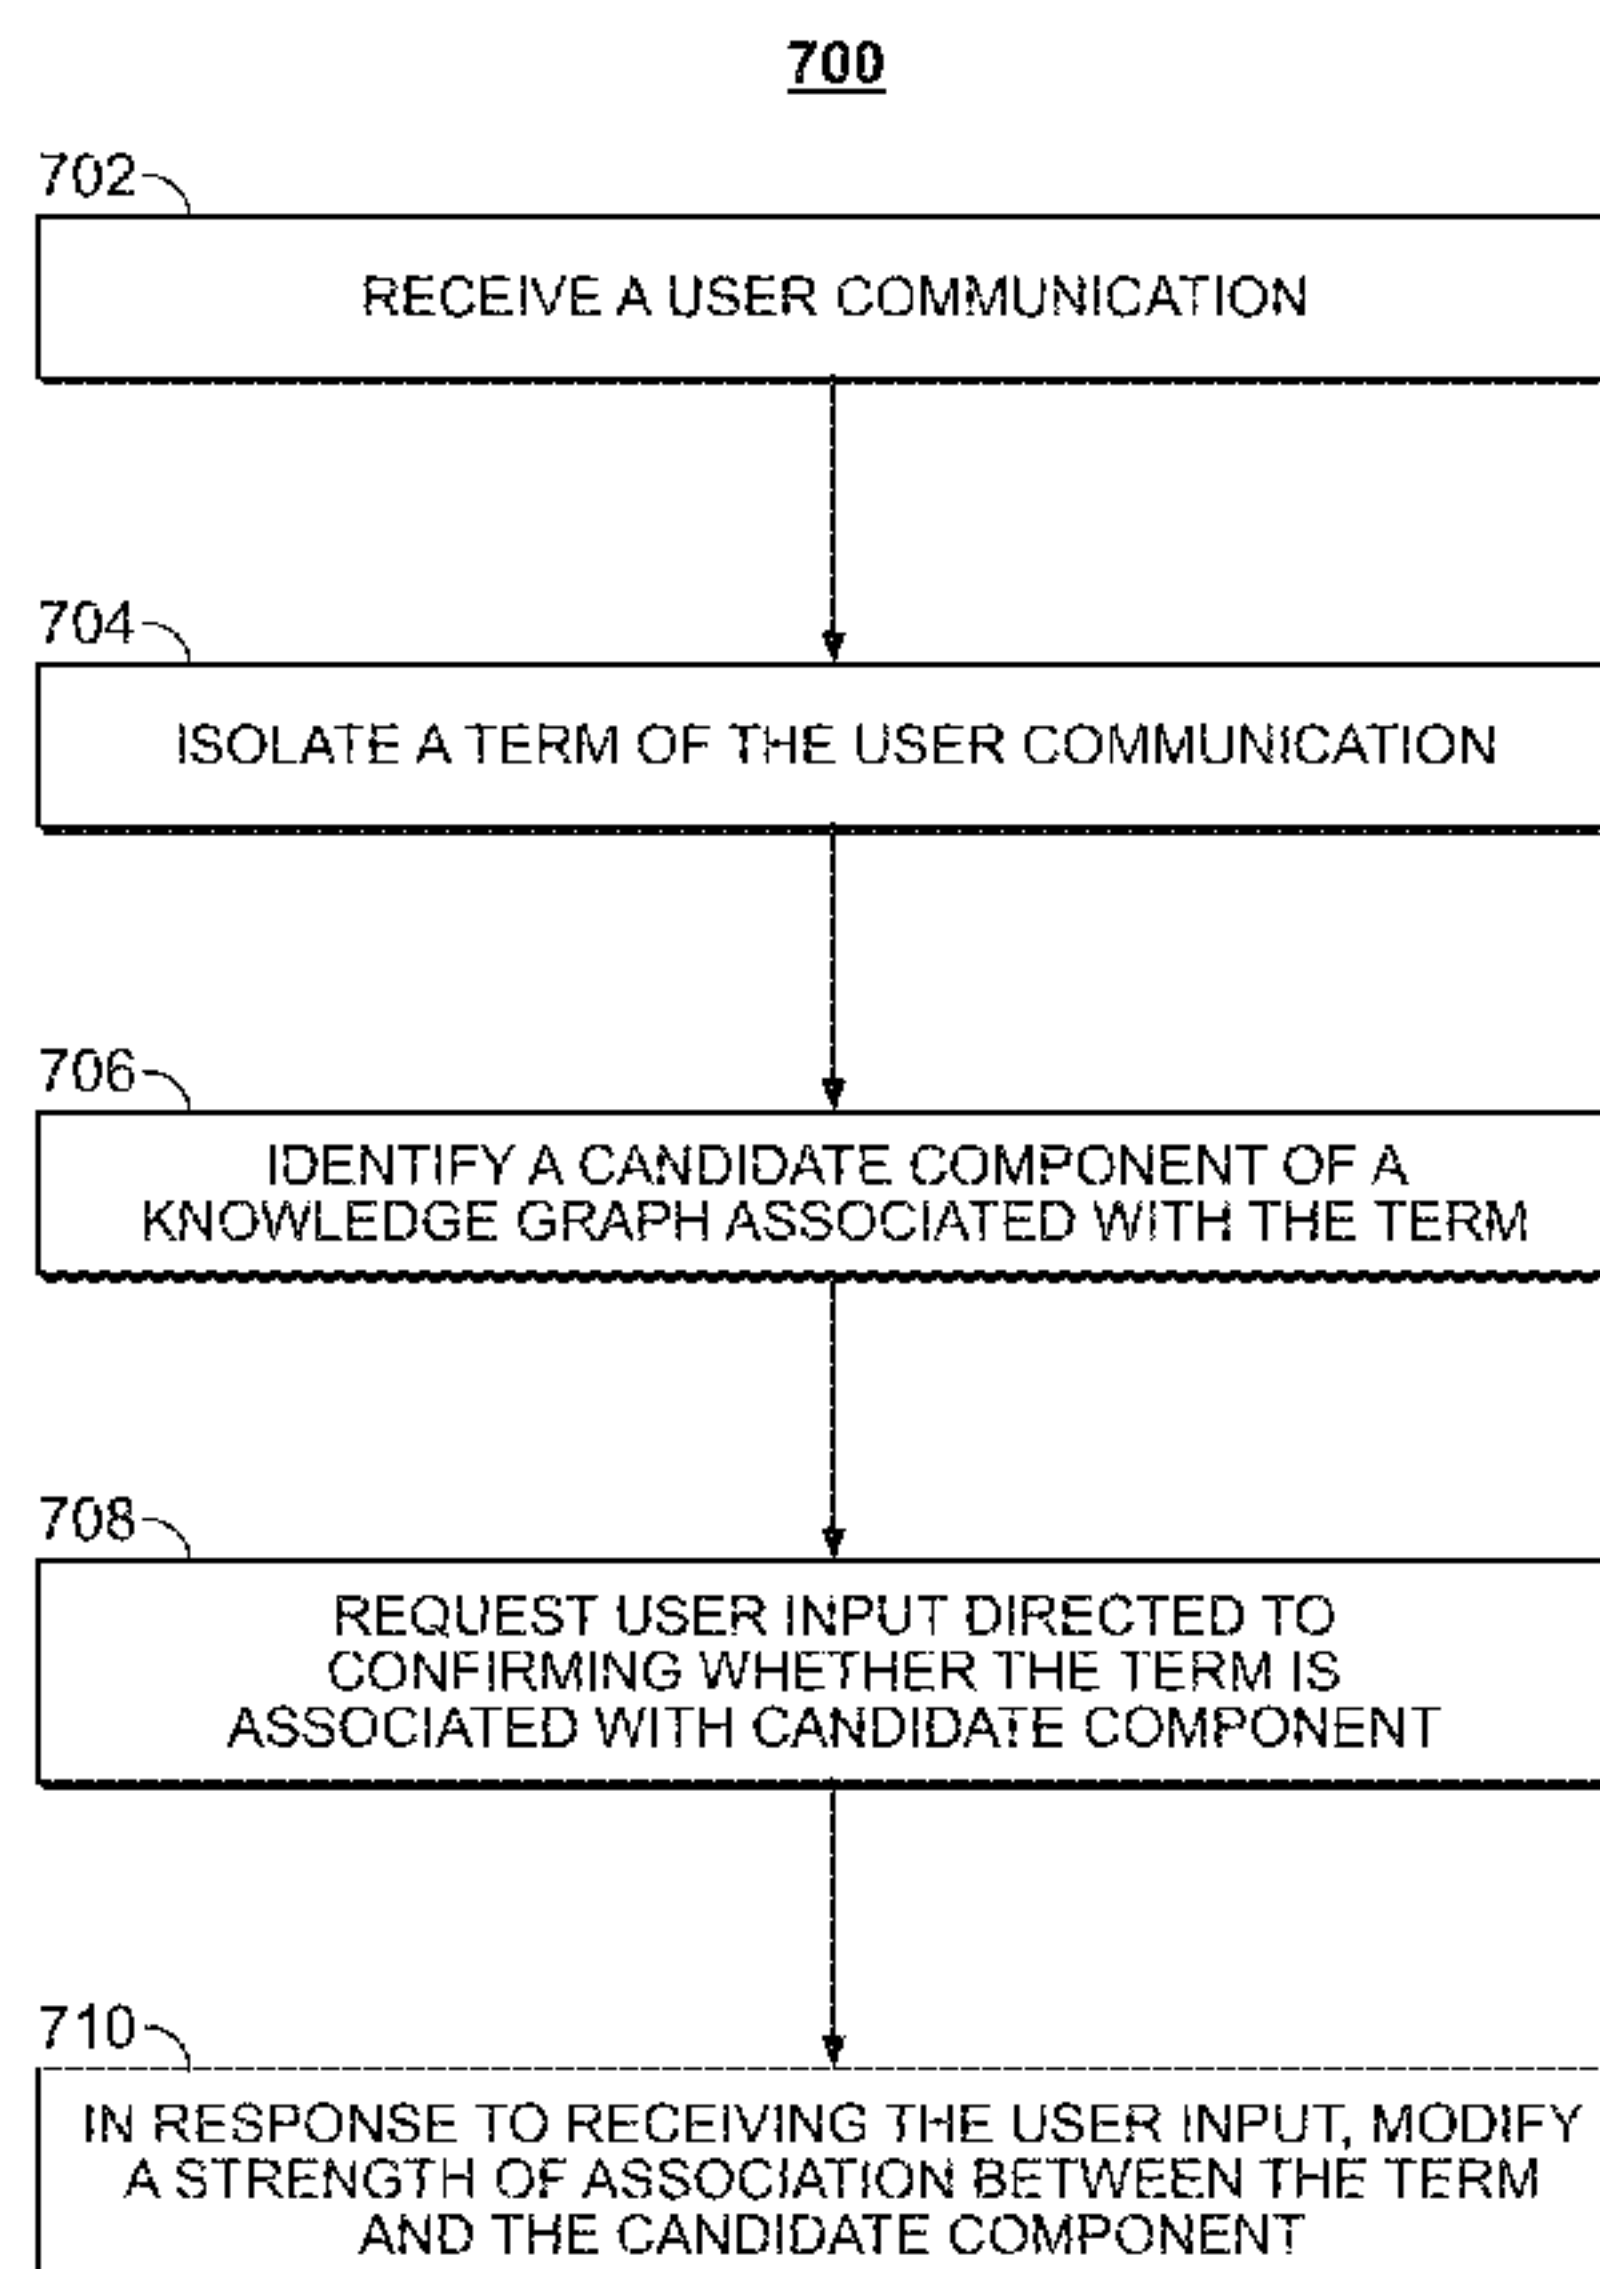 700
702
RECEIVE A USER COMMUNICATION
704
ISOLATE A TERM OF THE USER COMMUNICATION
706
IDENTIFY A CANDIDATE COMPONENT OF A
KNOWLEDGE GRAPH ASSOCIATED WITH THE TERM
708
REQUEST USER INPUT DIRECTED TO
CONFIRMING WHETHER THE TERM IS
ASSOCIATED WITH CANDIDATE COMPONENT
710
IN RESPONSE TO RECEIVING THE USER INPUT, MODIFY
A STRENGTH OF ASSOCIATION BETWEEN THE TERM
AND THE CANDIDATE COMPONENT